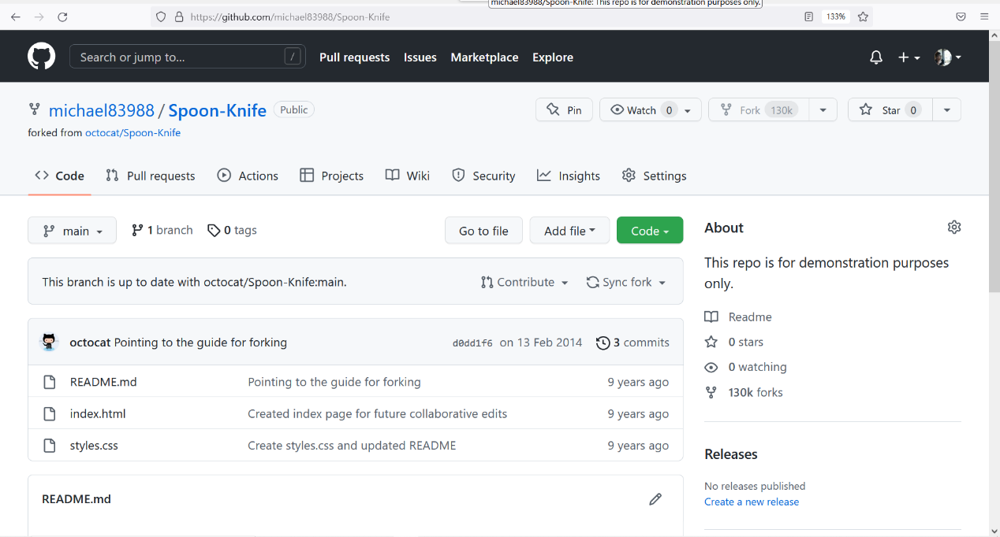 michael83988/Spoon-Knife: This repo is for demonstration purposes only.
https://github.com/michael83988/Spoon-Knife 133%
Search or jump to... / Pull requests Issues Marketplace Explore
michael83988 / Spoon-Knife Public Pin Watch 0 Fork 130k Star 0
forked from octocat/Spoon-Knife
Code Pull requests Actions Projects Wiki Security Insights Settings
main 1 branch 0 tags Go to file Add file Code
This branch is up to date with octocat/Spoon-Knife:main. Contribute Sync fork
octocat Pointing to the guide for forking d0dd1f6 on 13 Feb 2014 3 commits
README.md Pointing to the guide for forking 9 years ago
index.html Created index page for future collaborative edits 9 years ago
styles.css Create styles.css and updated README 9 years ago
README.md
About
This repo is for demonstration purposes
only.
Readme
0 stars
0 watching
130k forks
Releases
No releases published
Create a new release